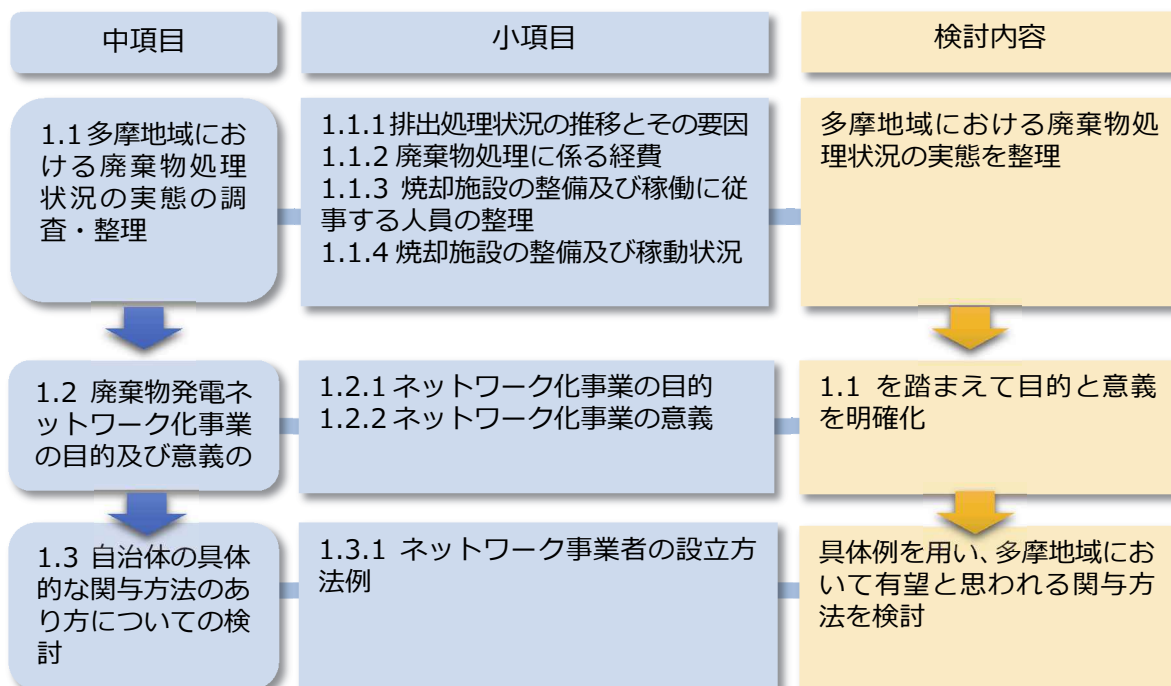 中項目
小項目
検討内容
1.1 多摩地域にお
ける廃棄物処理
状況の実態の調
査・整理
1.1.1 排出処理状況の推移とその要因
1.1.2 廃棄物処理に係る経費
1.1.3 焼却施設の整備及び稼働に従
事する人員の整理
1.1.4 焼却施設の整備及び稼動状況
多摩地域における廃棄物処
理状況の実態を整理
1.2 廃棄物発電ネ
ットワーク化事業
の目的及び意義の
1.2.1 ネットワーク化事業の目的
1.2.2 ネットワーク化事業の意義
1.1 を踏まえて目的と意義
を明確化
1.3 自治体の具体
的な関与方法のあ
り方についての検
討
1.3.1 ネットワーク事業者の設立方
法例
具体例を用い、多摩地域にお
いて有望と思われる関与方
法を検討